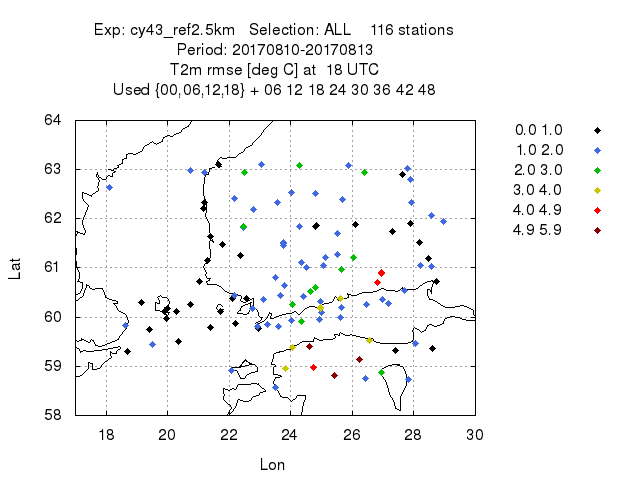 Exp: cy43_ref2.5km Selection: ALL 116 stations
Period: 20170810-20170813
T2m rmse [deg C] at 18 UTC
Used {00,06,12,18} + 06 12 18 24 30 36 42 48
64
63
62
61
60
59
58
Lat
18 20 22 24 26 28 30
Lon
0.0 1.0
1.0 2.0
2.0 3.0
3.0 4.0
4.0 4.9
4.9 5.9